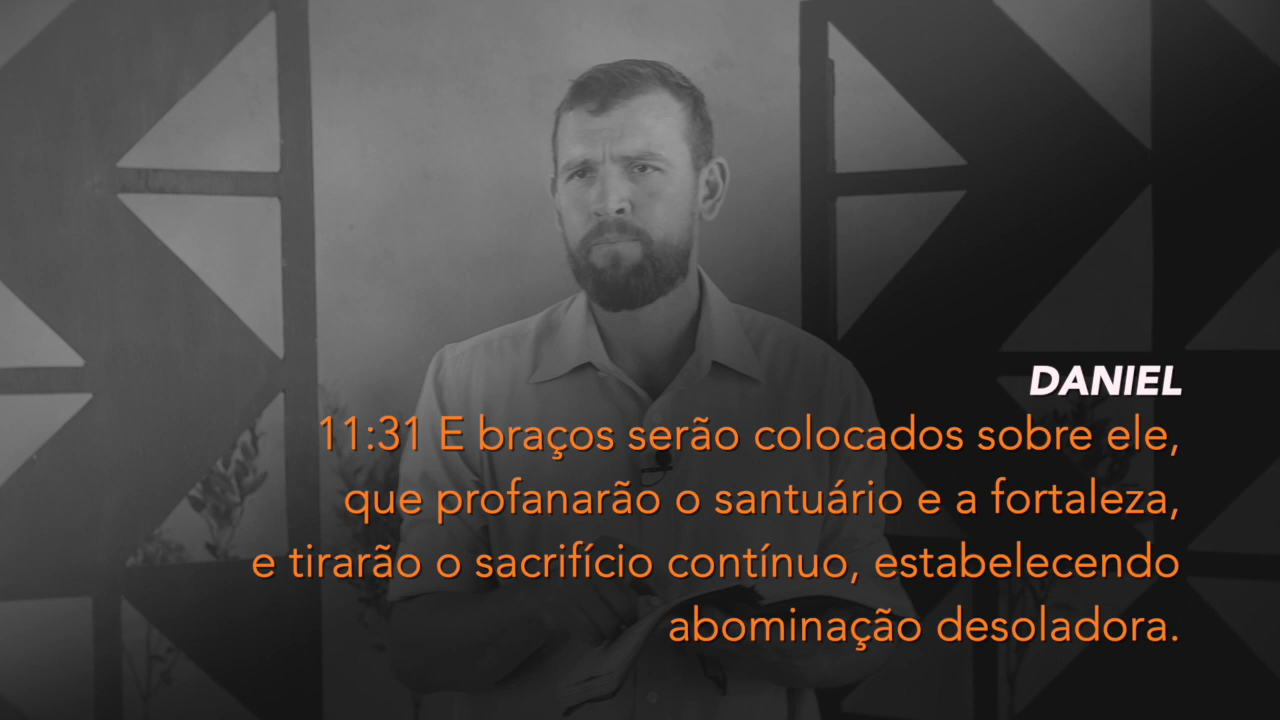 DANIEL
11:31 E braços serão colocados sobre ele,
que profanarão o santuário e a fortaleza,
e tirarão o sacrifício contínuo, estabelecendo
abominação desoladora.